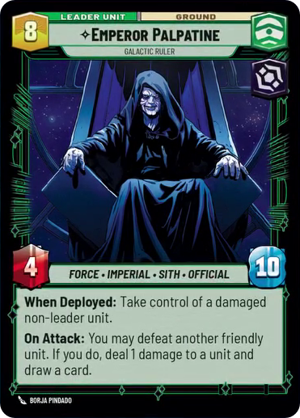 LEADER UNIT
GROUND
8
EMPEROR PALPATINE
GALACTIC RULER
4
10
FORCE • IMPERIAL • SITH • OFFICIAL
When Deployed: Take control of a damaged
non-leader unit.
On Attack: You may defeat another friendly
unit. If you do, deal 1 damage to a unit and
draw a card.
BORJA PINDADO